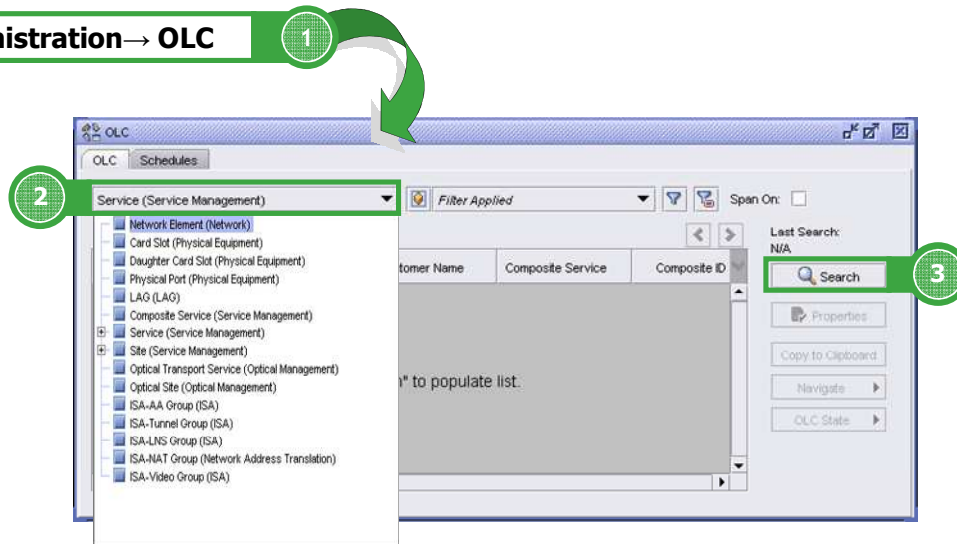 nistration→ OLC
1
OLC
OLC Schedules
2
Service (Service Management) Filter Applied Span On:
Network Element (Network)
Card Slot (Physical Equipment)
Daughter Card Slot (Physical Equipment)
Physical Port (Physical Equipment)
LAG (LAG)
Composite Service (Service Management)
Service (Service Management)
Site (Service Management)
Optical Transport Service (Optical Management)
Optical Site (Optical Management)
ISA-AA Group (ISA)
ISA-Tunnel Group (ISA)
ISA-LNS Group (ISA)
ISA-NAT Group (Network Address Translation)
ISA-Video Group (ISA)
tomer Name Composite Service Composite ID
" to populate list.
Last Search:
N/A
Search
3
Properties
Copy to Clipboard
Navigate
OLC State